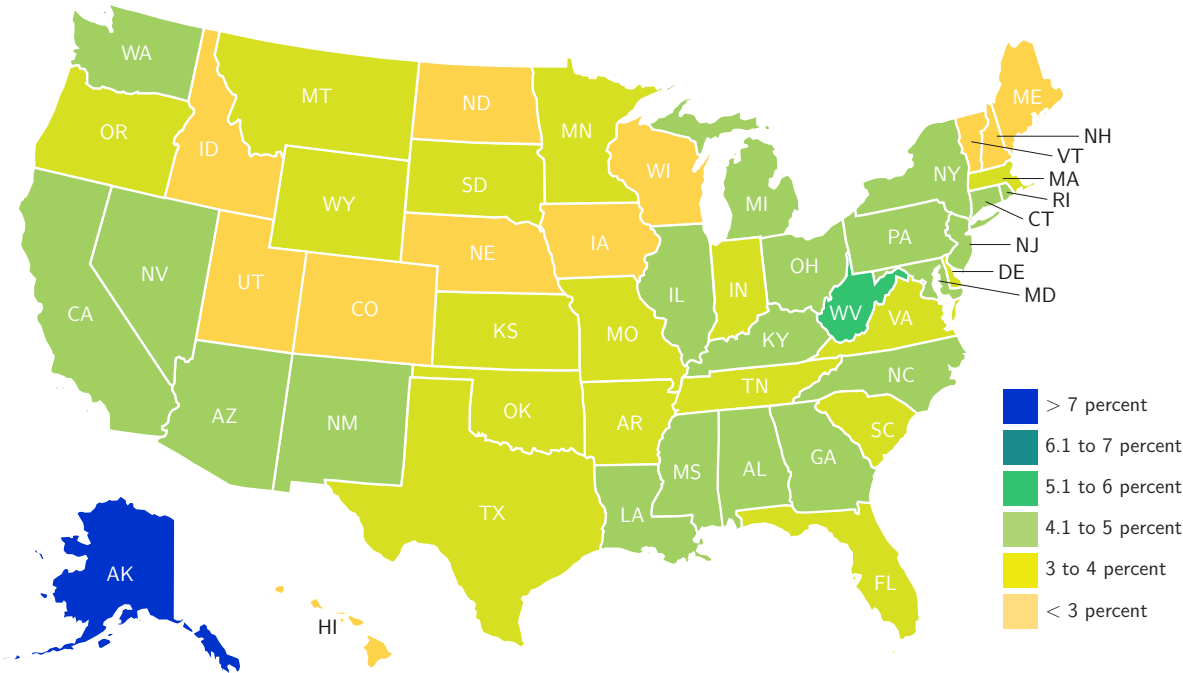 WA
MT
ND
ME
MN
OR
NH
ID
WI
VT
NY
MA
SD
RI
WY
MI
CT
PA
NJ
IA
NE
OH
DE
NV
UT
IN
IL
MD
CO
WV
CA
VA
KY
KS
MO
NC
TN
> 7 percent
OK
AZ
NM
AR
SC
6.1 to 7 percent
GA
AL
MS
5.1 to 6 percent
TX
LA
4.1 to 5 percent
3 to 4 percent
AK
FL
< 3 percent
HI